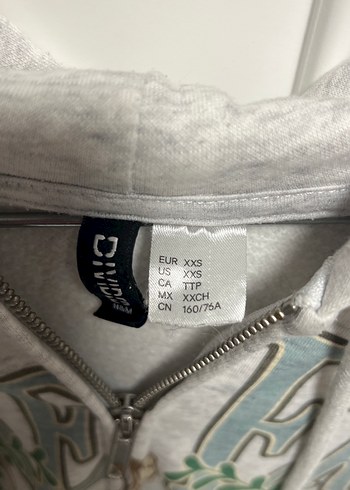 DIVIDED
H&M
EUR XXS
US XXS
CA TTP
MX XXCH
CN 160/76A